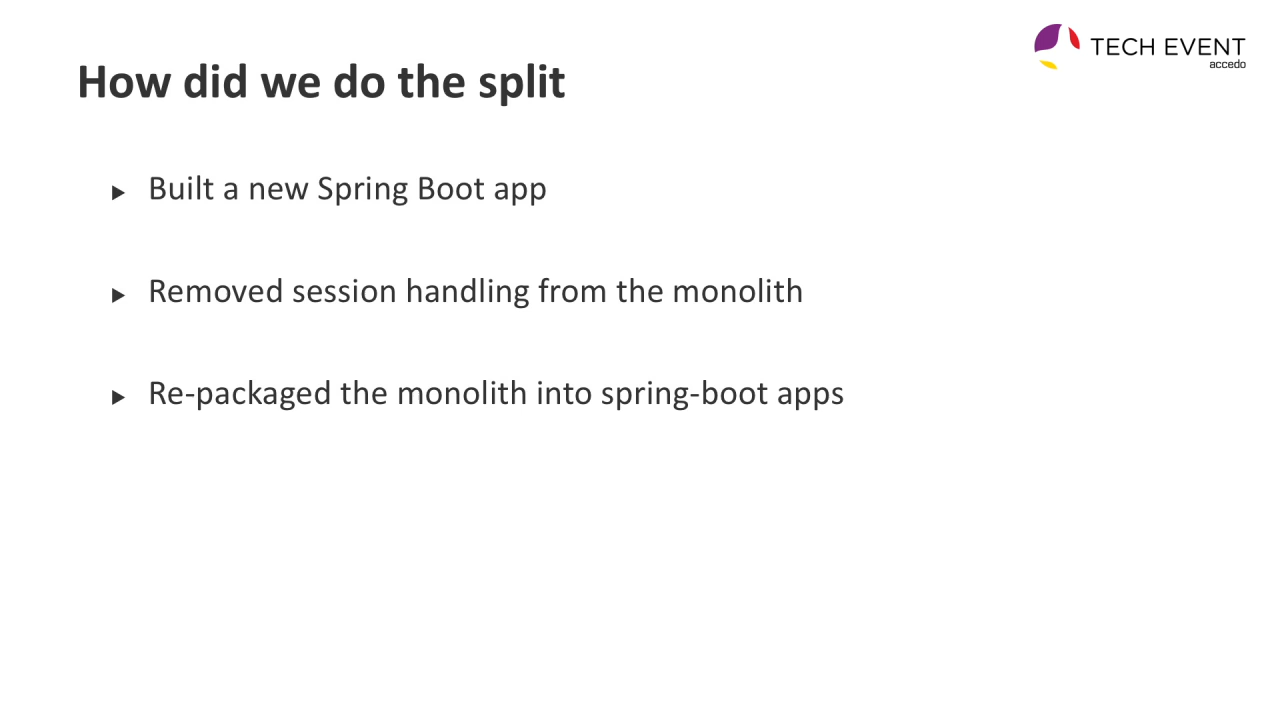 TECH EVENT
accedo
How did we do the split
Built a new Spring Boot app
Removed session handling from the monolith
Re-packaged the monolith into spring-boot apps